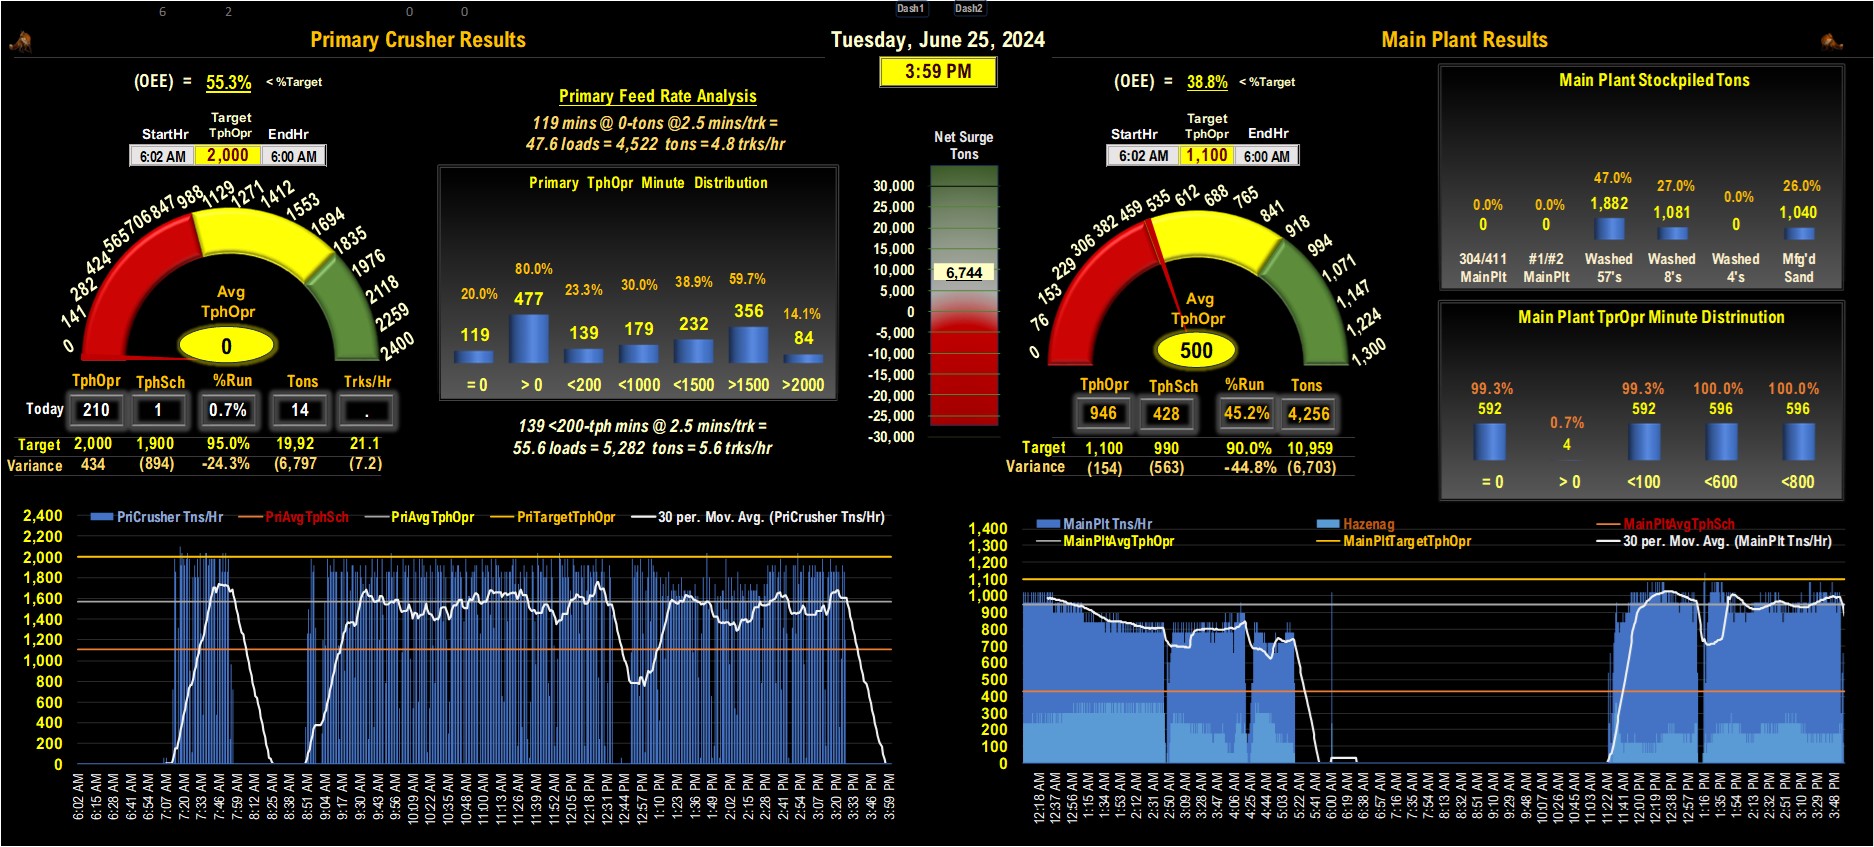 6 2 0 0 Dash1 Dash2
Primary Crusher Results
Tuesday, June 25, 2024
3:59 PM
Main Plant Results
(OEE) = 55.3% < %Target
Target
StartHr TphOpr EndHr
6:02 AM 2,000 6:00 AM
0 141 282 424 565 706 847 988 1129 1271 1412 1553 1694 1835 1976 2118 2259 2400
Avg
TphOpr
0
TphOpr TphSch %Run Tons Trks/Hr
Today 210 1 0.7% 14 .
Target 2,000 1,900 95.0% 19,92 21.1
Variance 434 (894) -24.3% (6,797 (7.2)
Primary Feed Rate Analysis
119 mins @ 0-tons @2.5 mins/trk =
47.6 loads = 4,522 tons = 4.8 trks/hr
Primary TphOpr Minute Distribution
20.0% 80.0% 23.3% 30.0% 38.9% 59.7% 14.1%
119 477 139 179 232 356 84
= 0 > 0 <200 <1000 <1500 >1500 >2000
139 <200-tph mins @ 2.5 mins/trk =
55.6 loads = 5,282 tons = 5.6 trks/hr
Net Surge
Tons
30,000
25,000
20,000
15,000
10,000
6,744
5,000
0
-5,000
-10,000
-15,000
-20,000
-25,000
-30,000
(OEE) = 38.8% < %Target
Target
StartHr TphOpr EndHr
6:02 AM 1,100 6:00 AM
0 76 153 229 306 382 459 535 612 688 765 841 918 994 1,071 1,147 1,224 1,300
Avg
TphOpr
500
TphOpr TphSch %Run Tons
946 428 45.2% 4,256
Target 1,100 990 90.0% 10,959
Variance (154) (563) -44.8% (6,703)
Main Plant Stockpiled Tons
0.0% 0.0% 47.0% 27.0% 0.0% 26.0%
0 0 1,882 1,081 0 1,040
304/411 #1/#2 Washed Washed Washed Mfg'd
MainPlt MainPlt 57's 8's 4's Sand
Main Plant TprOpr Minute Distrinution
99.3% 0.7% 99.3% 100.0% 100.0%
592 4 592 596 596
= 0 > 0 <100 <600 <800
PriCrusher Tns/Hr PriAvgTphSch PriAvgTphOpr PriTargetTphOpr 30 per. Mov. Avg. (PriCrusher Tns/Hr)
2,400
2,200
2,000
1,800
1,600
1,400
1,200
1,000
800
600
400
200
0
6:02 AM 6:15 AM 6:28 AM 6:41 AM 6:54 AM 7:07 AM 7:20 AM 7:33 AM 7:46 AM 7:59 AM 8:12 AM 8:25 AM 8:38 AM 8:51 AM 9:04 AM 9:17 AM 9:30 AM 9:43 AM 9:56 AM 10:09 AM 10:22 AM 10:35 AM 10:48 AM 11:00 AM 11:13 AM 11:26 AM 11:39 AM 11:52 AM 12:05 PM 12:18 PM 12:31 PM 12:44 PM 12:57 PM 1:10 PM 1:23 PM 1:36 PM 1:49 PM 2:02 PM 2:15 PM 2:28 PM 2:41 PM 2:54 PM 3:07 PM 3:20 PM 3:33 PM 3:46 PM 3:59 PM
MainPlt Tns/Hr Hazenag MainPltAvgTphSch
MainPltAvgTphOpr MainPltTargetTphOpr 30 per. Mov. Avg. (MainPlt Tns/Hr)
1,400
1,300
1,200
1,100
1,000
900
800
700
600
500
400
300
200
100
0
12:18 AM 12:37 AM 12:56 AM 1:15 AM 1:34 AM 1:53 AM 2:12 AM 2:31 AM 2:50 AM 3:09 AM 3:28 AM 3:47 AM 4:06 AM 4:25 AM 4:44 AM 5:03 AM 5:22 AM 5:41 AM 6:00 AM 6:19 AM 6:38 AM 6:57 AM 7:16 AM 7:35 AM 7:54 AM 8:13 AM 8:32 AM 8:51 AM 9:10 AM 9:29 AM 9:48 AM 10:07 AM 10:26 AM 10:45 AM 11:03 AM 11:22 AM 11:41 AM 12:00 PM 12:19 PM 12:38 PM 12:57 PM 1:16 PM 1:35 PM 1:54 PM 2:13 PM 2:32 PM 2:51 PM 3:10 PM 3:29 PM 3:48 PM